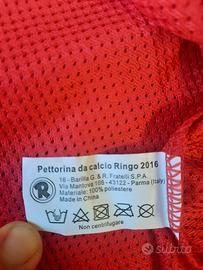 Pettorina da calcio Ringo 2016
R
16 - Barilla G. & R. Fratelli S.P.A.
Via Mantova 166 - 43122 - Parma (Italy)
Materiale: 100% poliestere
Made in China
Non centrifugare
subito